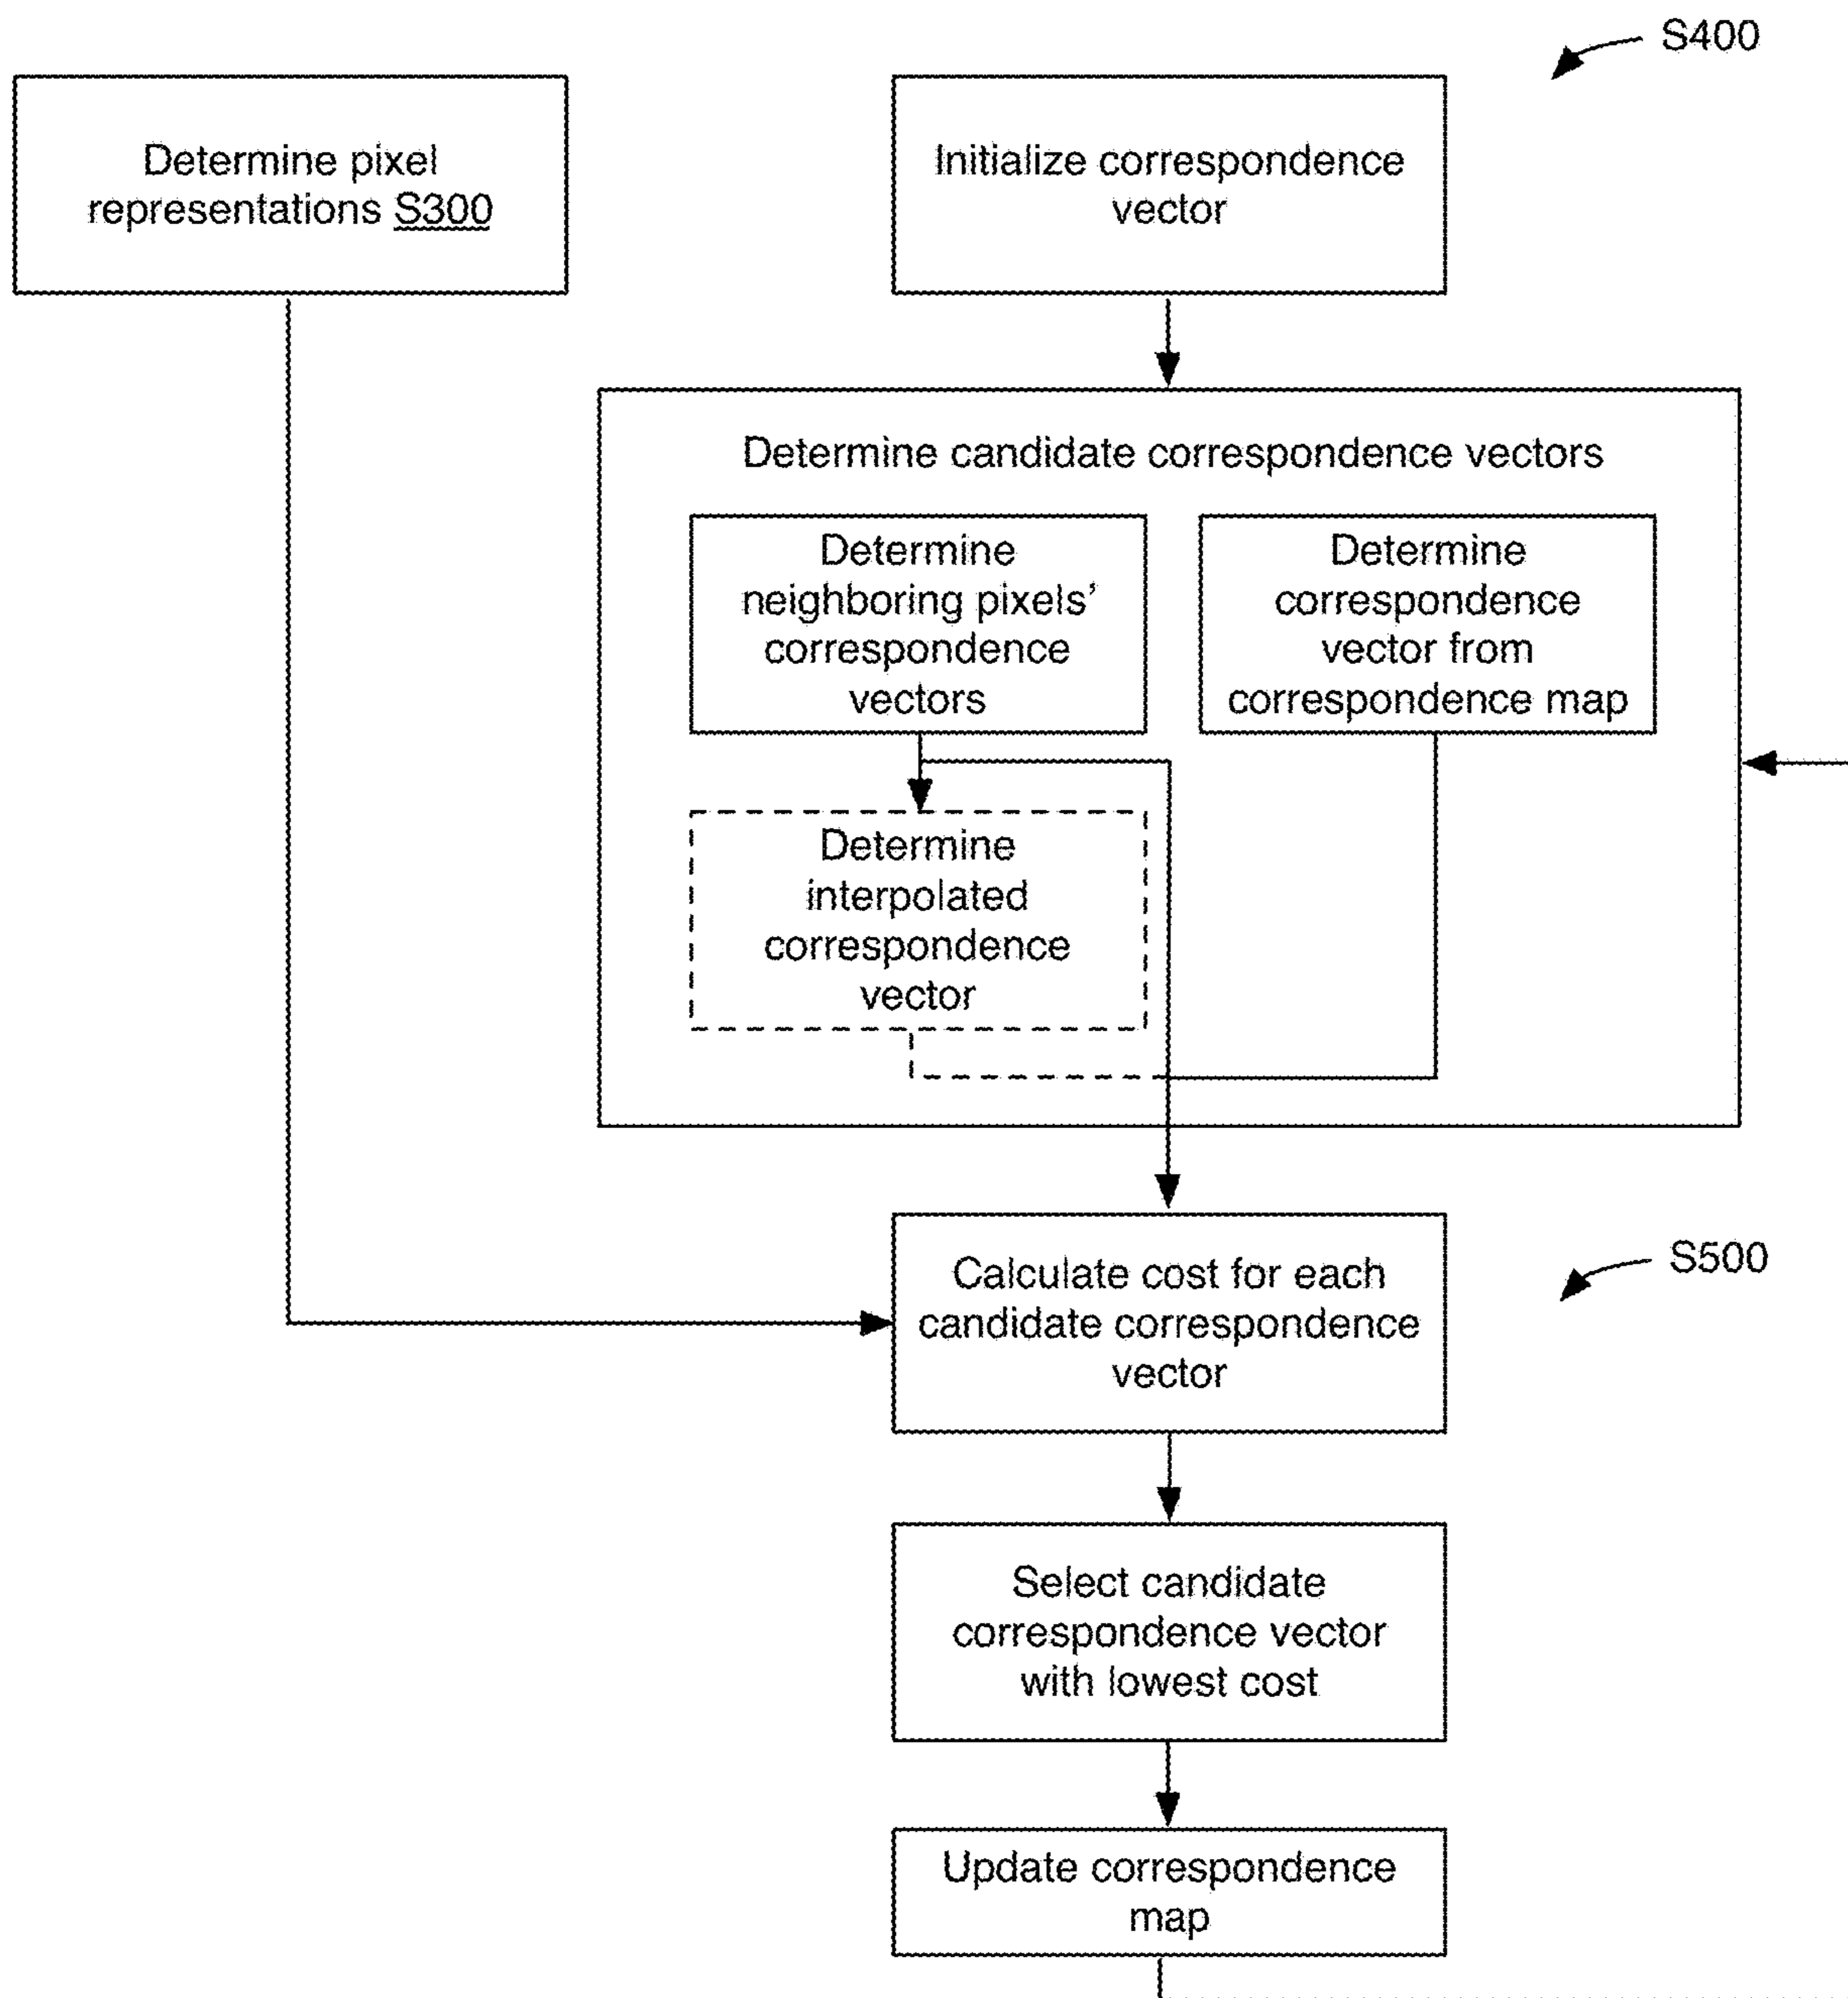 S400
Determine pixel
representations S300
Initialize correspondence
vector
Determine candidate correspondence vectors
Determine
neighboring pixels'
correspondence
vectors
Determine
correspondence
vector from
correspondence map
Determine
interpolated
correspondence
vector
S500
Calculate cost for each
candidate correspondence
vector
Select candidate
correspondence vector
with lowest cost
Update correspondence
map